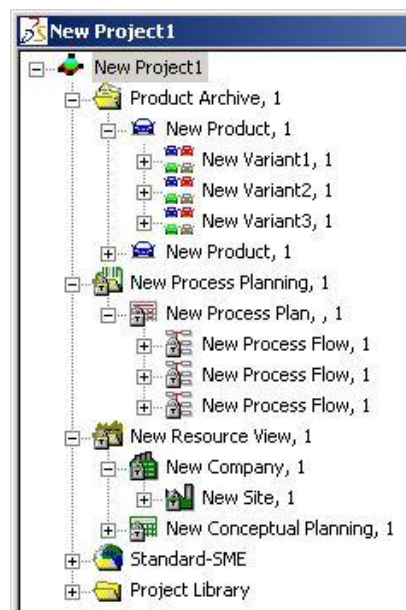 New Project1
New Project1
Product Archive, 1
New Product, 1
New Variant1, 1
New Variant2, 1
New Variant3, 1
New Product, 1
New Process Planning, 1
New Process Plan, , 1
New Process Flow, 1
New Process Flow, 1
New Process Flow, 1
New Resource View, 1
New Company, 1
New Site, 1
New Conceptual Planning, 1
Standard-SME
Project Library